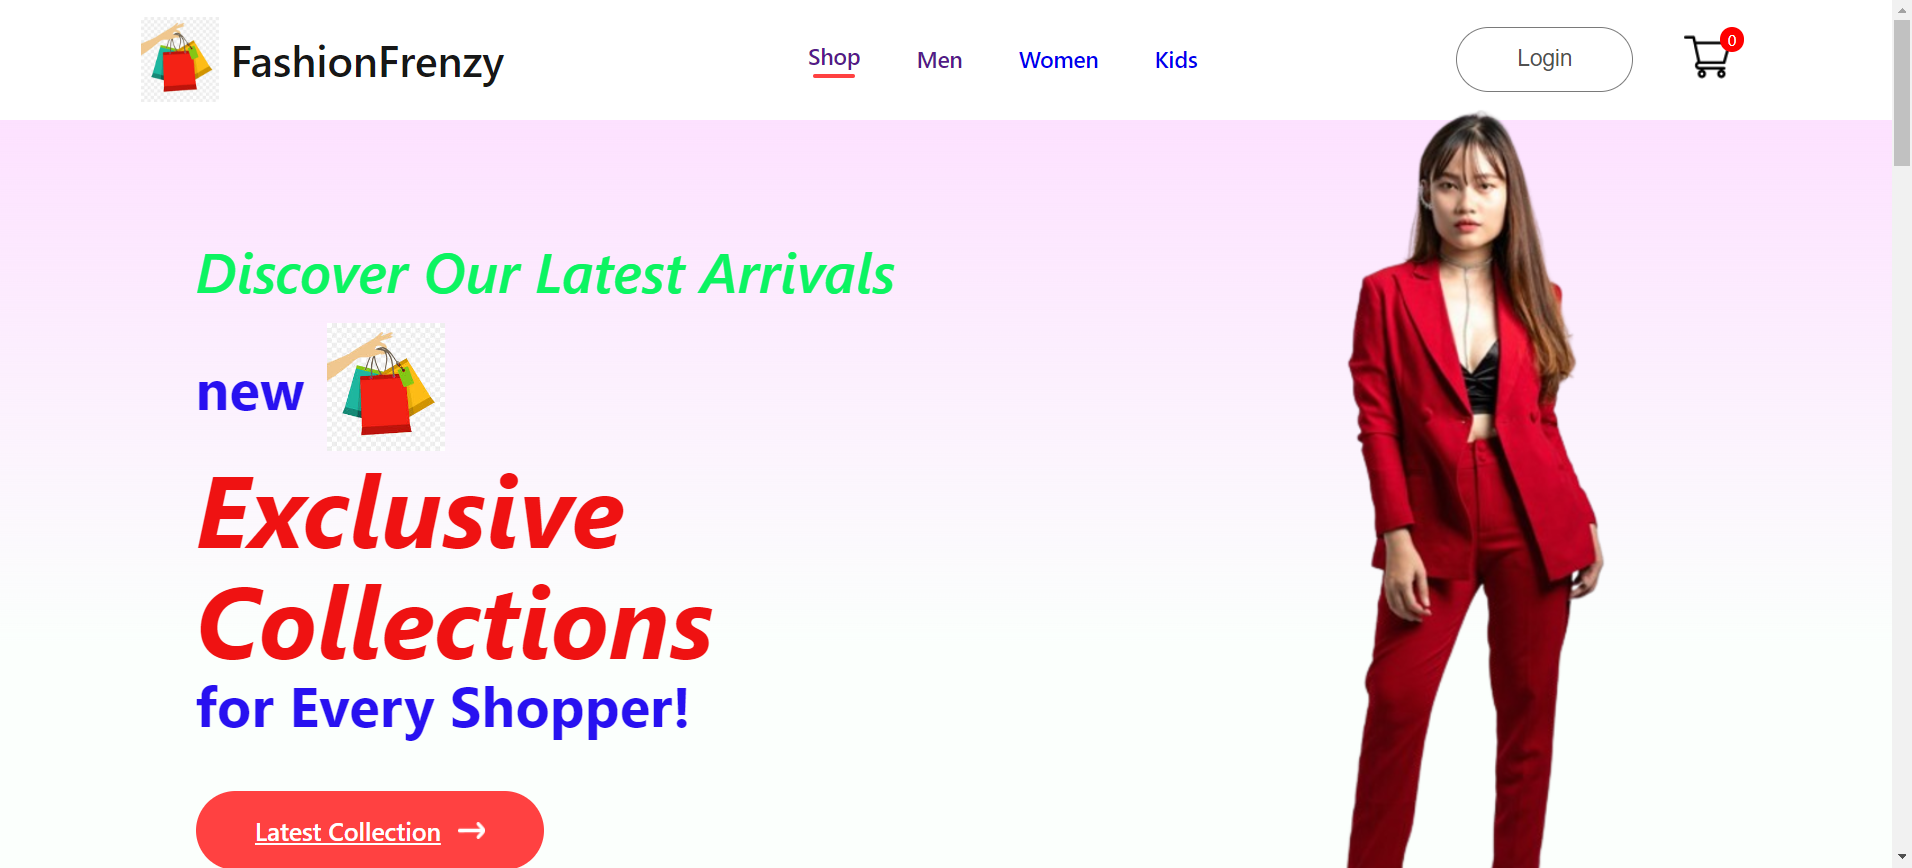 FashionFrenzy
Shop
Men
Women
Kids
Login
0
Discover Our Latest Arrivals
new
Exclusive
Collections
for Every Shopper!
Latest Collection →